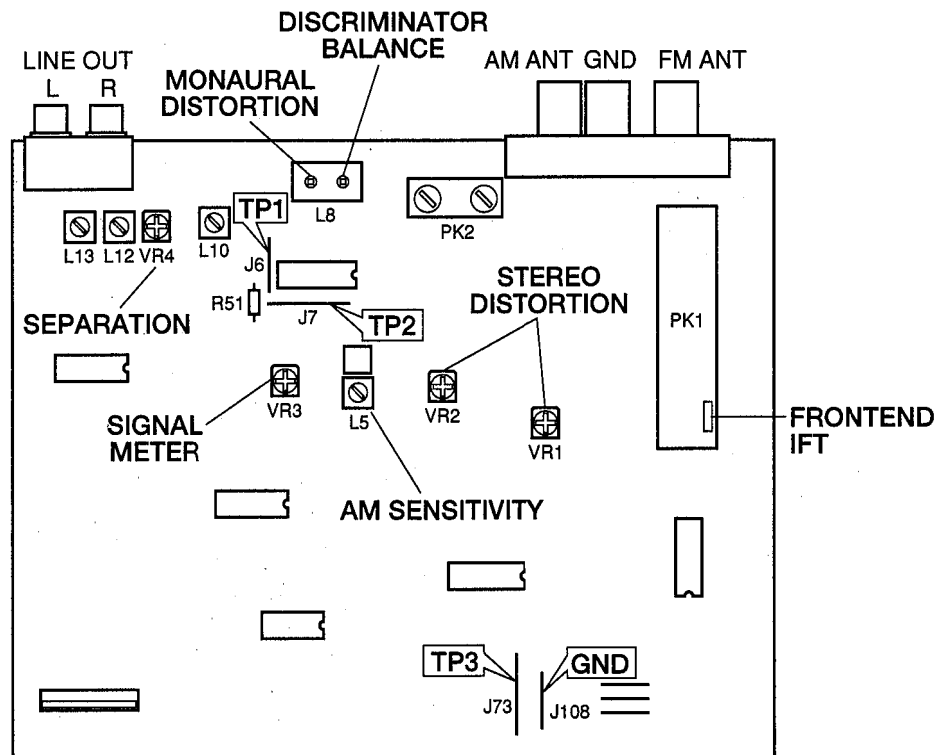 DISCRIMINATOR
BALANCE
LINE OUT
L R
MONAURAL
DISTORTION
AM ANT GND FM ANT
TP1
L8
PK2
L13 L12 VR4
L10
J6
R51
J7
TP2
STEREO
DISTORTION
PK1
SEPARATION
VR3
L5
VR2
VR1
SIGNAL
METER
FRONTEND
IFT
AM SENSITIVITY
TP3
GND
J73
J108